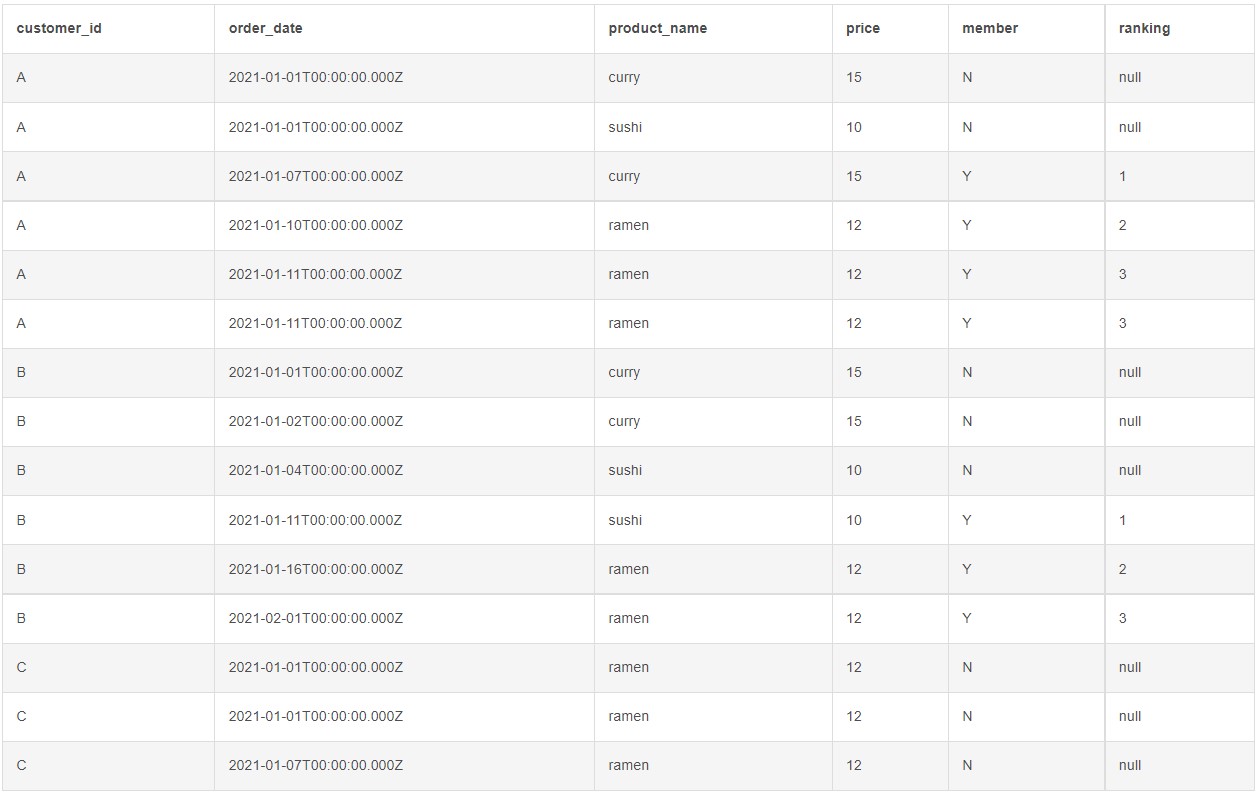 customer_id order_date product_name price member ranking
A 2021-01-01T00:00:00.000Z curry 15 N null
A 2021-01-01T00:00:00.000Z sushi 10 N null
A 2021-01-07T00:00:00.000Z curry 15 Y 1
A 2021-01-10T00:00:00.000Z ramen 12 Y 2
A 2021-01-11T00:00:00.000Z ramen 12 Y 3
A 2021-01-11T00:00:00.000Z ramen 12 Y 3
B 2021-01-01T00:00:00.000Z curry 15 N null
B 2021-01-02T00:00:00.000Z curry 15 N null
B 2021-01-04T00:00:00.000Z sushi 10 N null
B 2021-01-11T00:00:00.000Z sushi 10 Y 1
B 2021-01-16T00:00:00.000Z ramen 12 Y 2
B 2021-02-01T00:00:00.000Z ramen 12 Y 3
C 2021-01-01T00:00:00.000Z ramen 12 N null
C 2021-01-01T00:00:00.000Z ramen 12 N null
C 2021-01-07T00:00:00.000Z ramen 12 N null